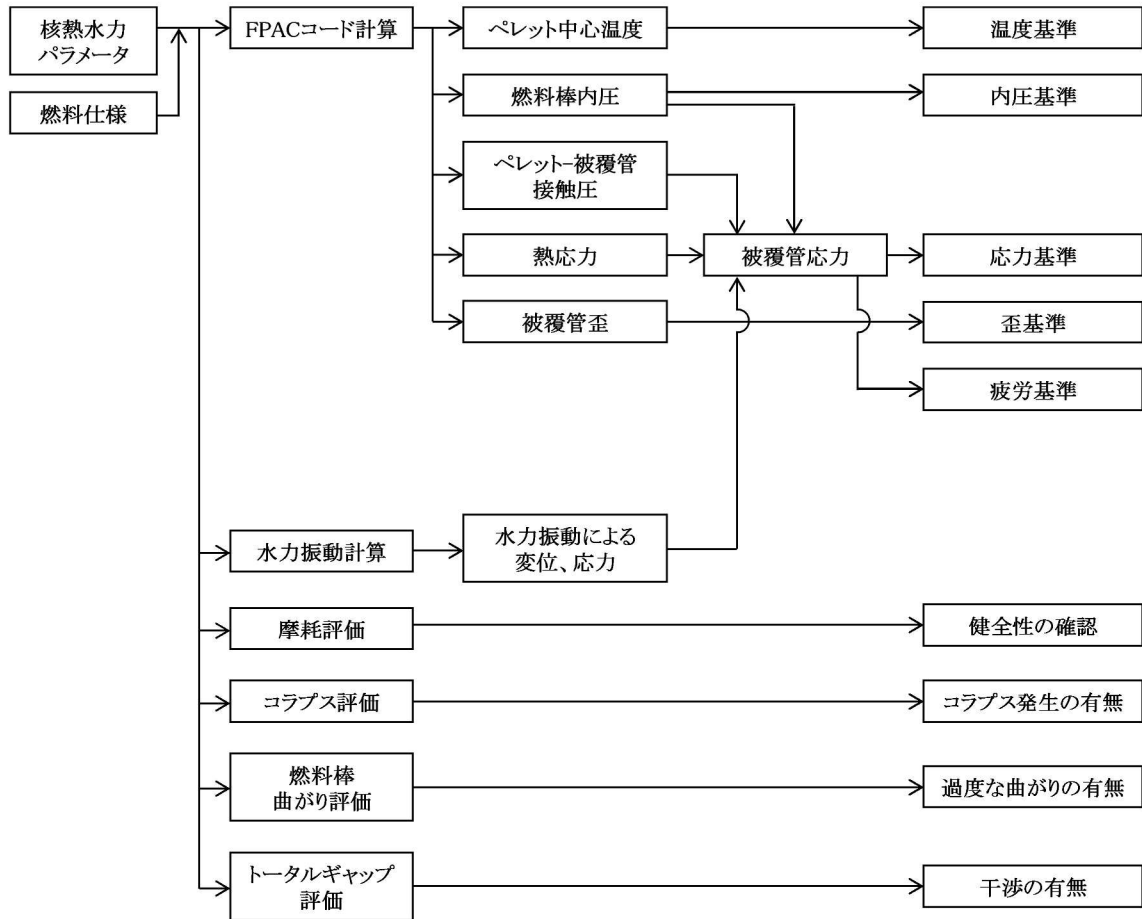 核熱水力
パラメータ
燃料仕様
FPACコード計算
ペレット中心温度
温度基準
燃料棒内圧
内圧基準
ペレット-被覆管
接触圧
熱応力
被覆管応力
応力基準
被覆管歪
歪基準
疲労基準
水力振動計算
水力振動による
変位、応力
摩耗評価
健全性の確認
コラプス評価
コラプス発生の有無
燃料棒
曲がり評価
過度な曲がりの有無
トータルギャップ
評価
干渉の有無